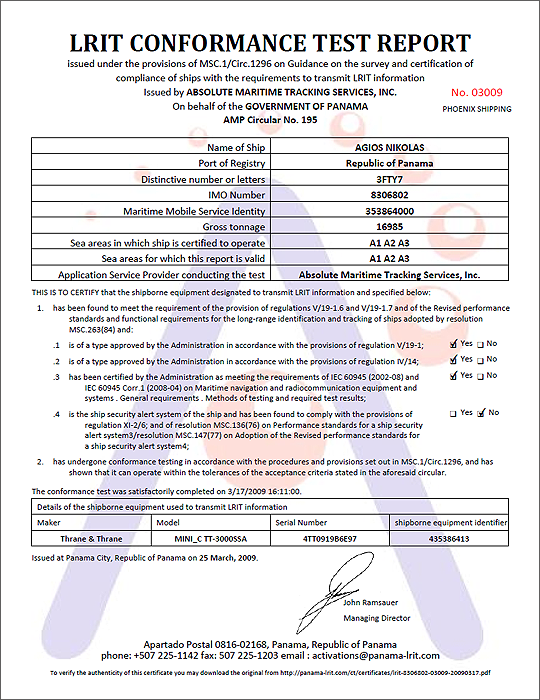 LRIT CONFORMANCE TEST REPORT
issued under the provisions of MSC.1/Circ.1296 on Guidance on the survey and certification of
compliance of ships with the requirements to transmit LRIT information
Issued by ABSOLUTE MARITIME TRACKING SERVICES, INC.
On behalf of the GOVERNMENT OF PANAMA
AMP Circular No. 195
No. 03009
PHOENIX SHIPPING
Name of Ship AGIOS NIKOLAS
Port of Registry Republic of Panama
Distinctive number or letters 3FTY7
IMO Number 8306802
Maritime Mobile Service Identity 353864000
Gross tonnage 16985
Sea areas in which ship is certified to operate A1 A2 A3
Sea areas for which this report is valid A1 A2 A3
Application Service Provider conducting the test Absolute Maritime Tracking Services, Inc.
THIS IS TO CERTIFY that the shipborne equipment designated to transmit LRIT information and specified below:
1. has been found to meet the requirement of the provision of regulations V/19-1.6 and V/19-1.7 and of the Revised performance
standards and functional requirements for the long-range identification and tracking of ships adopted by resolution
MSC.263(84) and:
.1 is of a type approved by the Administration in accordance with the provisions of regulation V/19-1; Yes No
.2 is of a type approved by the Administration in accordance with the provisions of regulation IV/14; Yes No
.3 has been certified by the Administration as meeting the requirements of IEC 60945 (2002-08) and Yes No
IEC 60945 Corr.1 (2008-04) on Maritime navigation and radiocommunication equipment and
systems . General requirements . Methods of testing and required test results;
.4 is the ship security alert system of the ship and has been found to comply with the provisions of Yes No
regulation XI-2/6; and of resolution MSC.136(76) on Performance standards for a ship security
alert system3/resolution MSC.147(77) on Adoption of the Revised performance standards for
a ship security alert system4;
2. has undergone conformance testing in accordance with the procedures and provisions set out in MSC.1/Circ.1296, and has
shown that it can operate within the tolerances of the acceptance criteria stated in the aforesaid circular.
The conformance test was satisfactorily completed on 3/17/2009 16:11:00.
Details of the shipborne equipment used to transmit LRIT information
Maker Model Serial Number shipborne equipment identifier
Thrane & Thrane MINI_C TT-3000SSA 4TT0919B6E97 435386413
Issued at Panama City, Republic of Panama on 25 March, 2009.
John Ramsauer
Managing Director
Apartado Postal 0816-02168, Panama, Republic of Panama
phone: +507 225-1142 fax: 507 225-1203 email : activations@panama-lrit.com
To verify the authenticity of this certificate you may download the original from http://panama-lrit.com/ct/certificates/lrit-8306802-03009-20090317.pdf